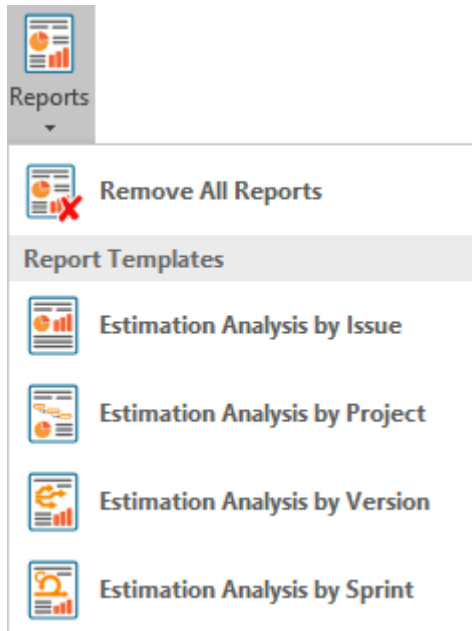 Reports
Remove All Reports
Report Templates
Estimation Analysis by Issue
Estimation Analysis by Project
Estimation Analysis by Version
Estimation Analysis by Sprint